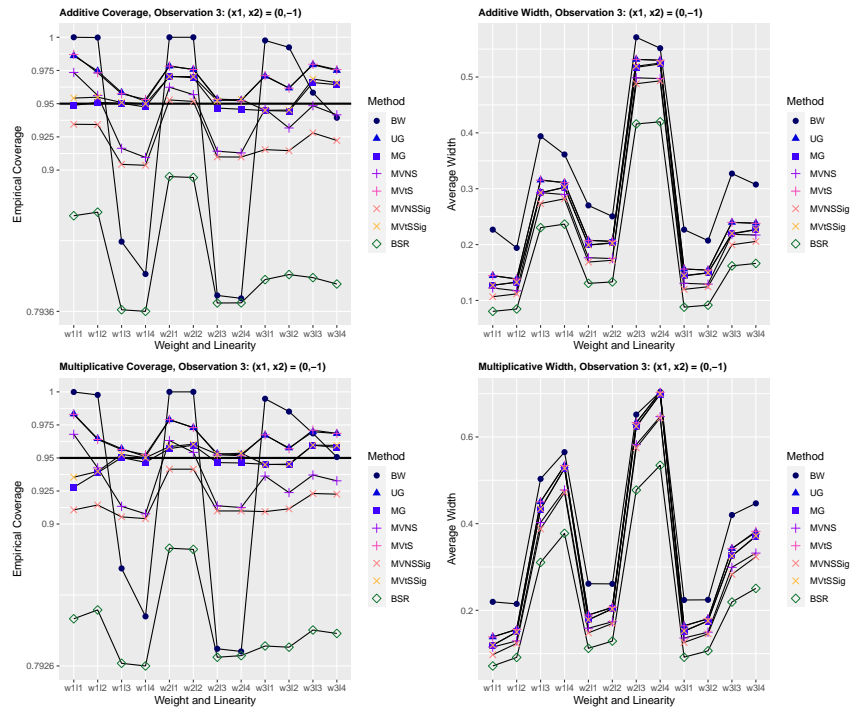 Additive Coverage, Observation 3: (x1, x2) = (0,−1)
Empirical Coverage
1
0.975
0.95
0.925
0.9
0.7936
w1l1 w1l2 w1l3 w1l4 w2l1 w2l2 w2l3 w2l4 w3l1 w3l2 w3l3 w3l4
Weight and Linearity
Method
BW
UG
MG
MVNS
MVtS
MVNSSig
MVtSSig
BSR
Additive Width, Observation 3: (x1, x2) = (0,−1)
Average Width
0.5
0.4
0.3
0.2
0.1
w1l1 w1l2 w1l3 w1l4 w2l1 w2l2 w2l3 w2l4 w3l1 w3l2 w3l3 w3l4
Weight and Linearity
Method
BW
UG
MG
MVNS
MVtS
MVNSSig
MVtSSig
BSR
Multiplicative Coverage, Observation 3: (x1, x2) = (0,−1)
Empirical Coverage
1
0.975
0.95
0.925
0.9
0.7926
w1l1 w1l2 w1l3 w1l4 w2l1 w2l2 w2l3 w2l4 w3l1 w3l2 w3l3 w3l4
Weight and Linearity
Method
BW
UG
MG
MVNS
MVtS
MVNSSig
MVtSSig
BSR
Multiplicative Width, Observation 3: (x1, x2) = (0,−1)
Average Width
0.6
0.4
0.2
w1l1 w1l2 w1l3 w1l4 w2l1 w2l2 w2l3 w2l4 w3l1 w3l2 w3l3 w3l4
Weight and Linearity
Method
BW
UG
MG
MVNS
MVtS
MVNSSig
MVtSSig
BSR